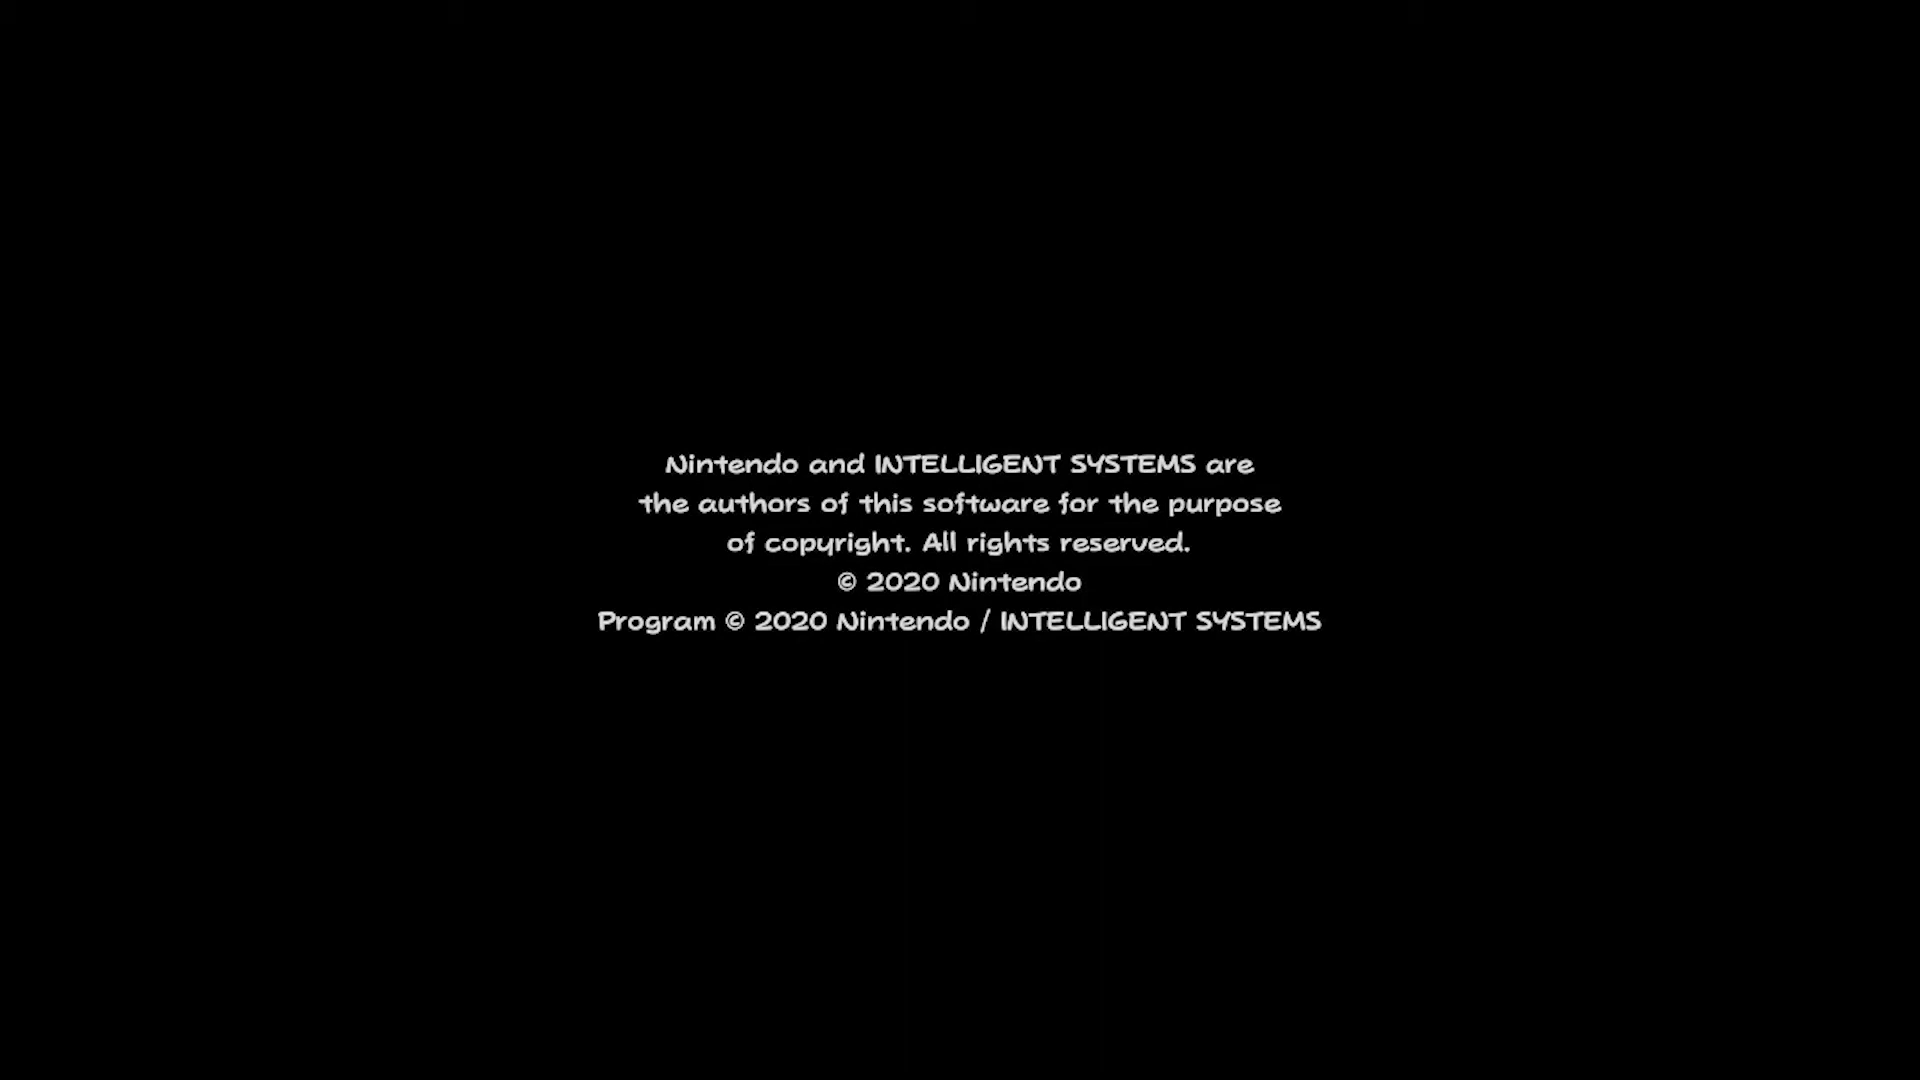 Nintendo and INTELLIGENT SYSTEMS are
the authors of this software for the purpose
of copyright. All rights reserved.
© 2020 Nintendo
Program © 2020 Nintendo / INTELLIGENT SYSTEMS